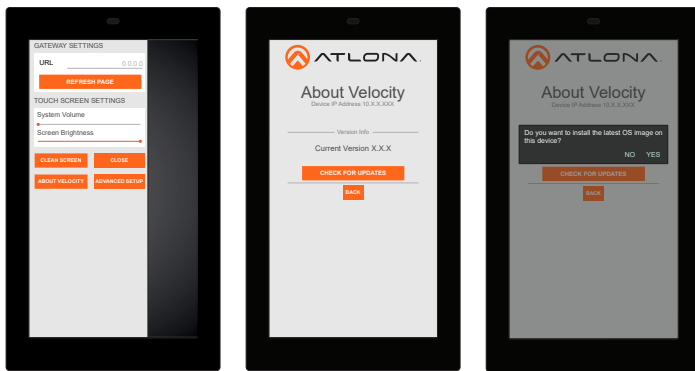 GATEWAY SETTINGS
URL 0.0.0.0
REFRESH PAGE
TOUCH SCREEN SETTINGS
System Volume
Screen Brightness
CLEAN SCREEN CLOSE
ABOUT VELOCITY ADVANCED SETUP
ATLONA.
About Velocity
Device IP Address 10.X.X.XXX
Version Info
Current Version X.X.X
CHECK FOR UPDATES
BACK
ATLONA.
About Velocity
Device IP Address 10.X.X.XXX
Do you want to install the latest OS image on
this device?
NO YES
CHECK FOR UPDATES
BACK